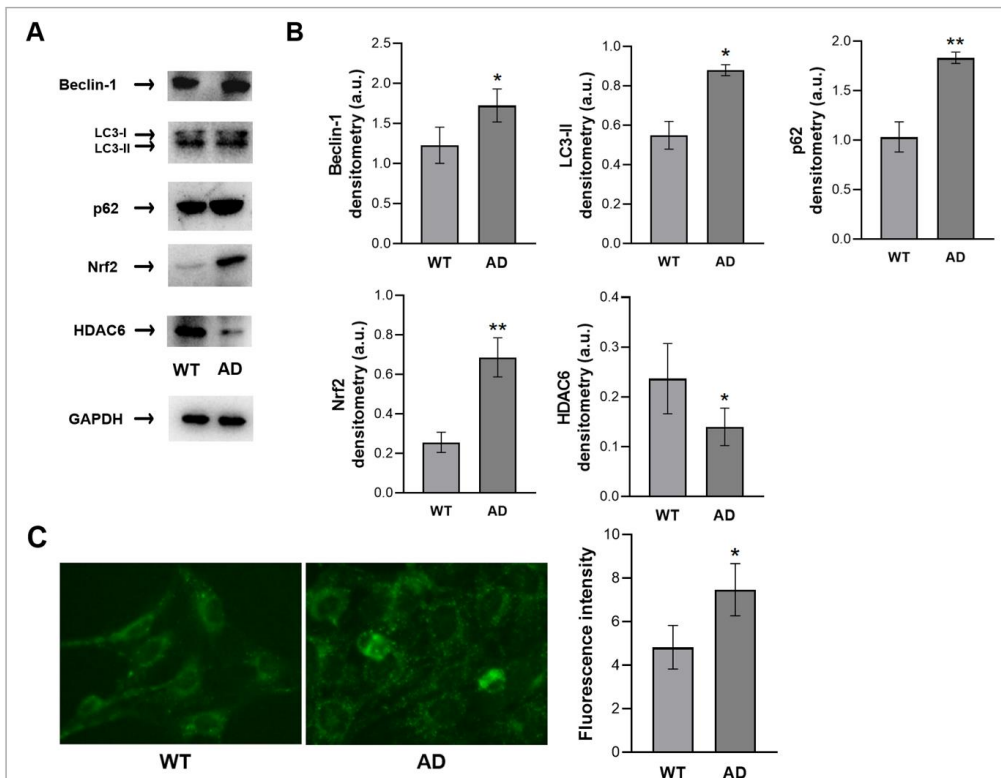 A
Beclin-1
LC3-I
LC3-II
p62
Nrf2
HDAC6
WT AD
GAPDH
B
Beclin-1
densitometry (a.u.)
2.5
2.0
1.5
1.0
0.5
0.0
*
WT AD
LC3-II
densitometry (a.u.)
1.0
0.8
0.6
0.4
0.2
0.0
*
WT AD
p62
densitometry (a.u.)
2.0
1.5
1.0
0.5
0.0
**
WT AD
Nrf2
densitometry (a.u.)
1.0
0.8
0.6
0.4
0.2
0.0
**
WT AD
HDAC6
densitometry (a.u.)
0.4
0.3
0.2
0.1
0.0
*
WT AD
C
WT AD
Fluorescence intensity
10
8
6
4
2
0
*
WT AD